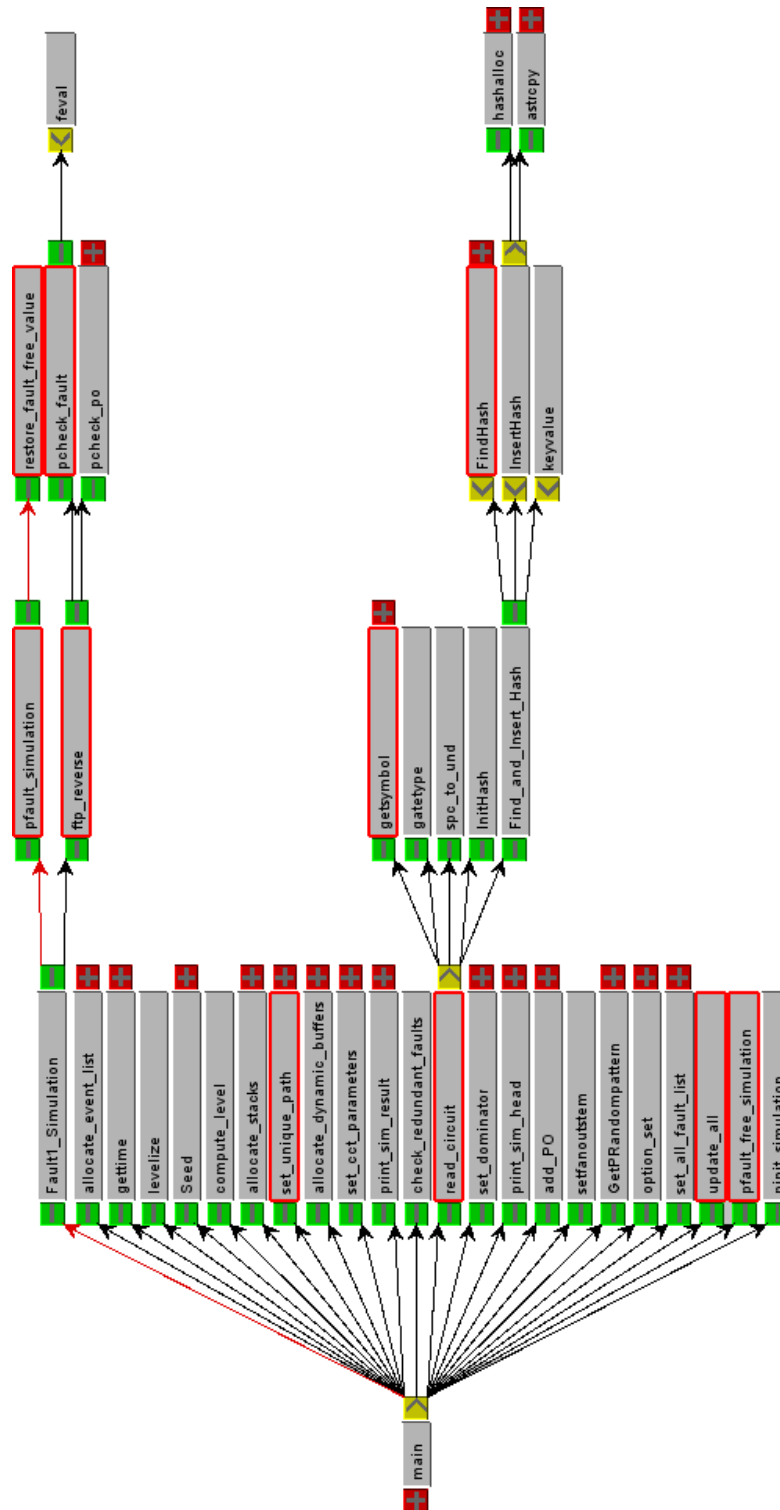 main
Fault1_Simulation
allocate_event_list
gettime
levelize
Seed
compute_level
allocate_stacks
set_unique_path
allocate_dynamic_buffers
set_cct_parameters
print_sim_result
check_redundant_faults
read_circuit
set_dominator
print_sim_head
add_PO
setfanoutstem
GetPRandompattern
option_set
set_all_fault_list
update_all
pfault_free_simulation
pfault_simulation
ftp_reverse
getsymbol
gatetype
spc_to_und
InitHash
Find_and_Insert_Hash
restore_fault_free_value
pcheck_fault
pcheck_po
FindHash
InsertHash
keyvalue
feval
hashalloc
astrcpy